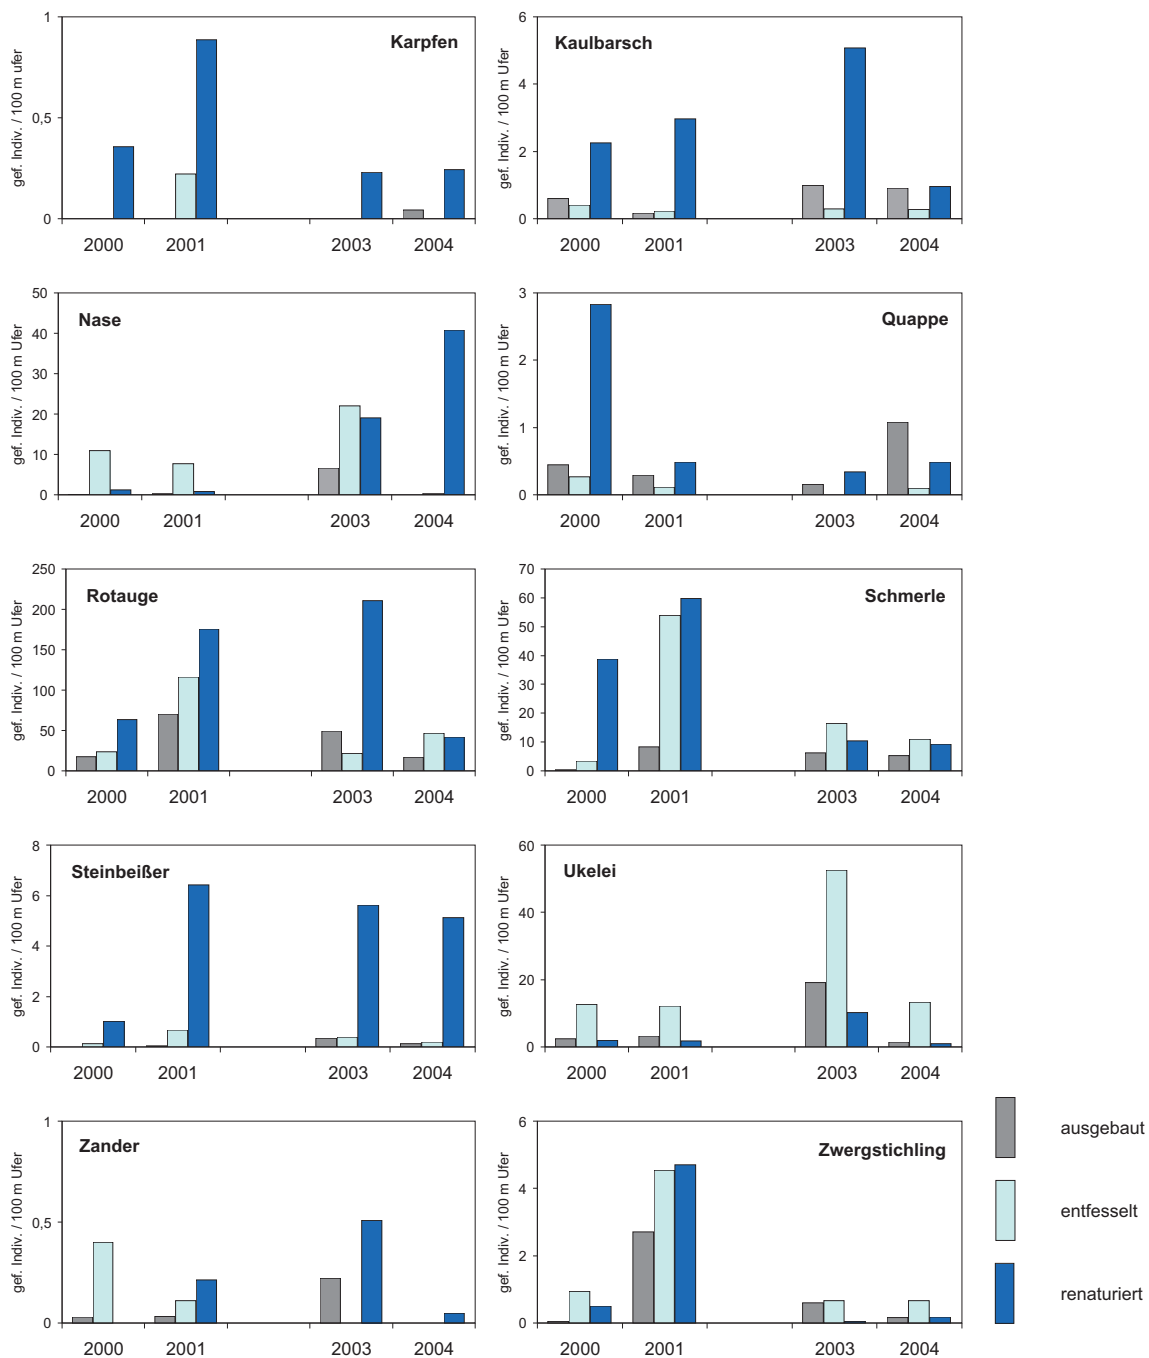 Karpfen
gef. Indiv. / 100 m ufer
1
0,5
0
2000 2001 2003 2004
Kaulbarsch
gef. Indiv. / 100 m Ufer
6
4
2
0
2000 2001 2003 2004
Nase
gef. Indiv. / 100 m Ufer
50
40
30
20
10
0
2000 2001 2003 2004
Quappe
gef. Indiv. / 100 m Ufer
3
2
1
0
2000 2001 2003 2004
Rotauge
gef. Indiv. / 100 m Ufer
250
200
150
100
50
0
2000 2001 2003 2004
Schmerle
gef. Indiv. / 100 m Ufer
70
60
50
40
30
20
10
0
2000 2001 2003 2004
Steinbeißer
gef. Indiv. / 100 m Ufer
8
6
4
2
0
2000 2001 2003 2004
Ukelei
gef. Indiv. / 100 m Ufer
60
40
20
0
2000 2001 2003 2004
Zander
gef. Indiv. / 100 m Ufer
1
0,5
0
2000 2001 2003 2004
Zwergstichling
gef. Indiv. / 100 m Ufer
6
4
2
0
2000 2001 2003 2004
ausgebaut
entfesselt
renaturiert